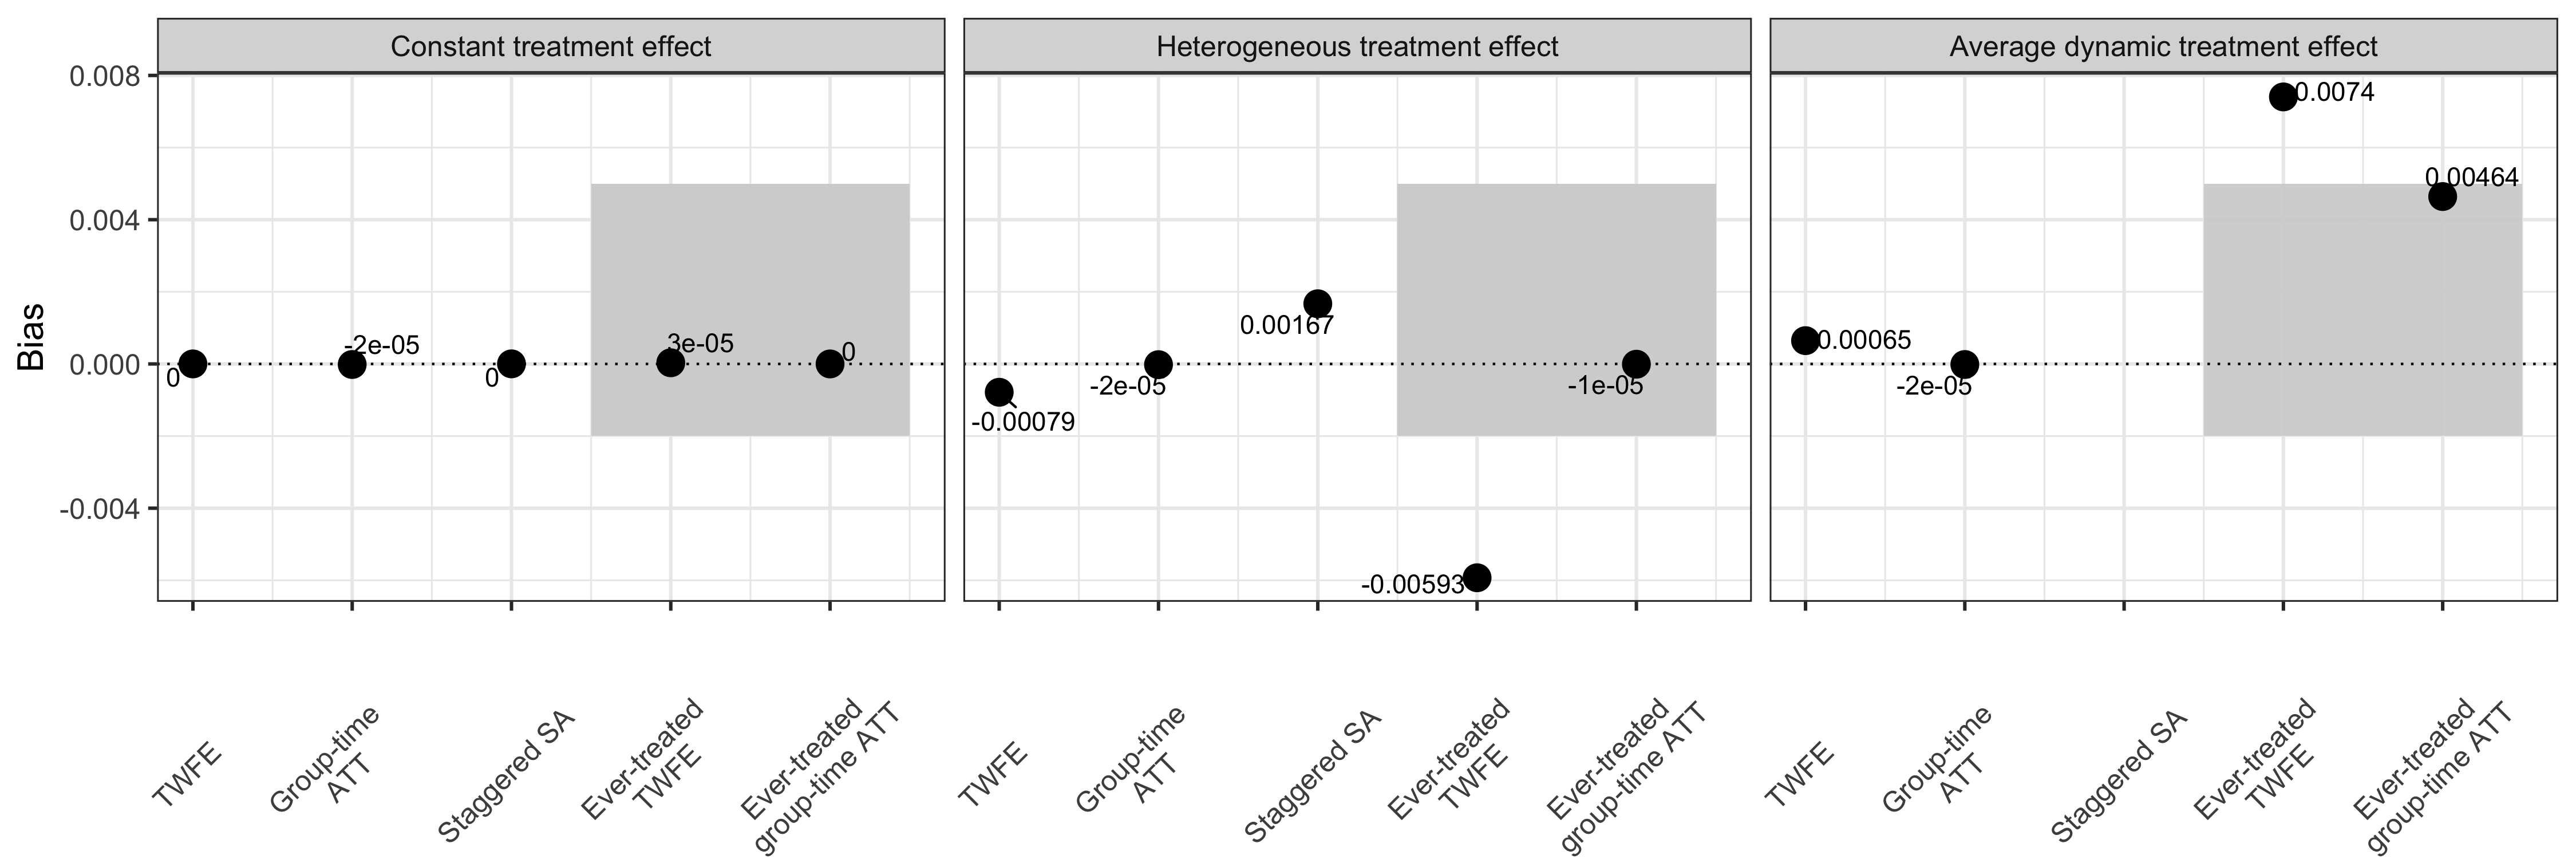 Constant treatment effect
Heterogeneous treatment effect
Average dynamic treatment effect
Bias
0.008
0.004
0.000
-0.004
0
-2e-05
0
3e-05
0
-0.00079
-2e-05
0.00167
-0.00593
-1e-05
0.00065
-2e-05
0.0074
0.00464
TWFE
Group-time
ATT
Staggered SA
Ever-treated
TWFE
Ever-treated
group-time ATT
TWFE
Group-time
ATT
Staggered SA
Ever-treated
TWFE
Ever-treated
group-time ATT
TWFE
Group-time
ATT
Staggered SA
Ever-treated
TWFE
Ever-treated
group-time ATT